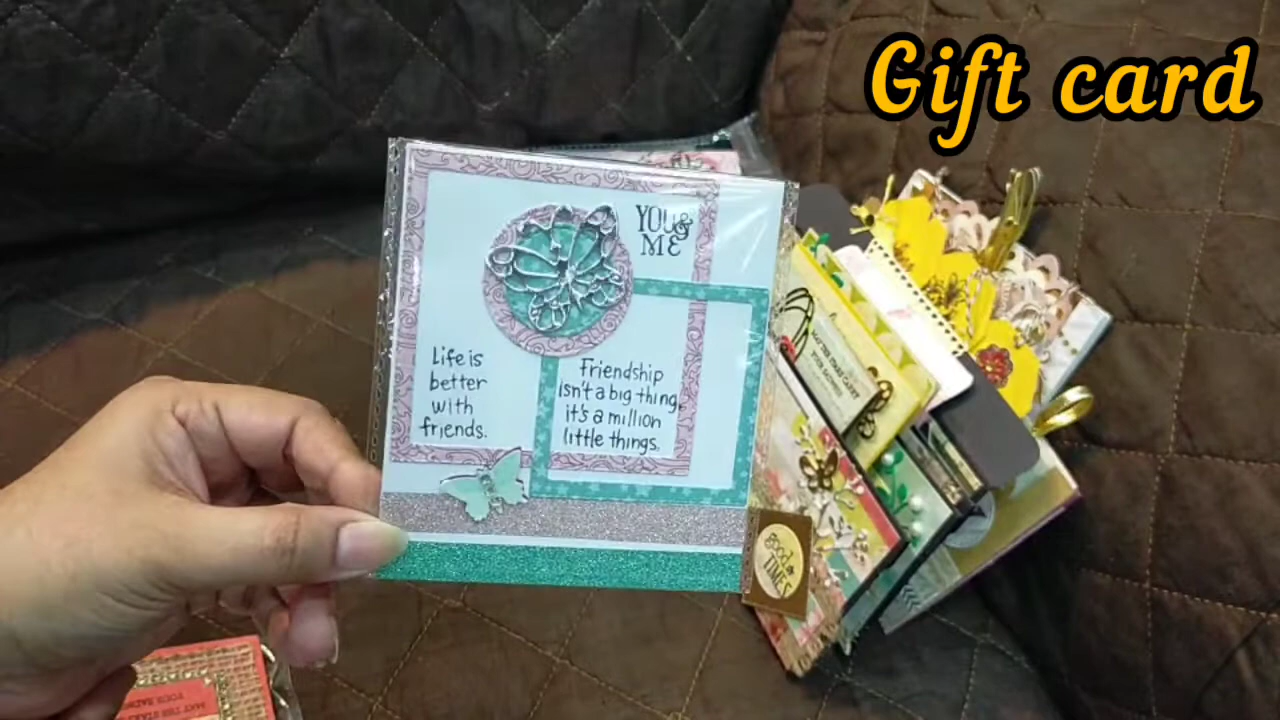 Gift card
YOU &
ME
Life is
better
with
friends.
Friendship
isn't a big thing,
it's a million
little things.
good
TIMES